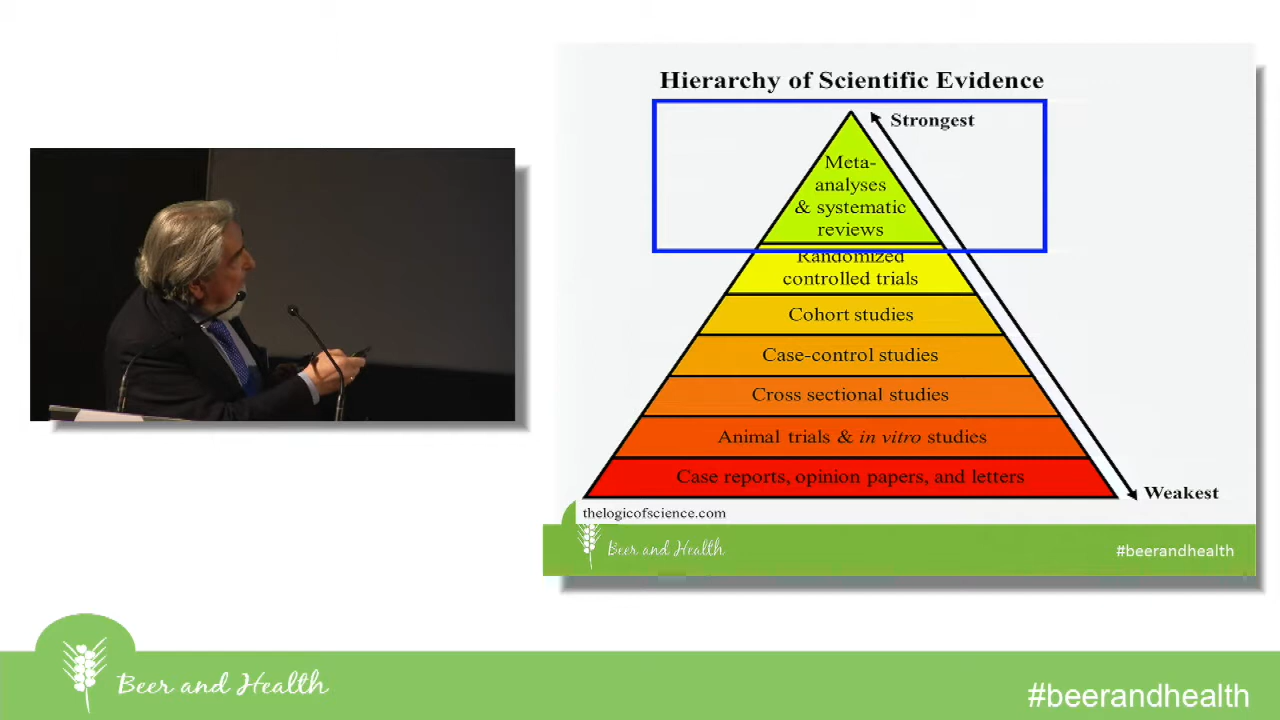 Hierarchy of Scientific Evidence
Strongest
Meta-
analyses
& systematic
reviews
Randomized
controlled trials
Cohort studies
Case-control studies
Cross sectional studies
Animal trials & in vitro studies
Case reports, opinion papers, and letters
Weakest
thelogicofscience.com
Beer and Health
#beerandhealth
Beer and Health
#beerandhealth